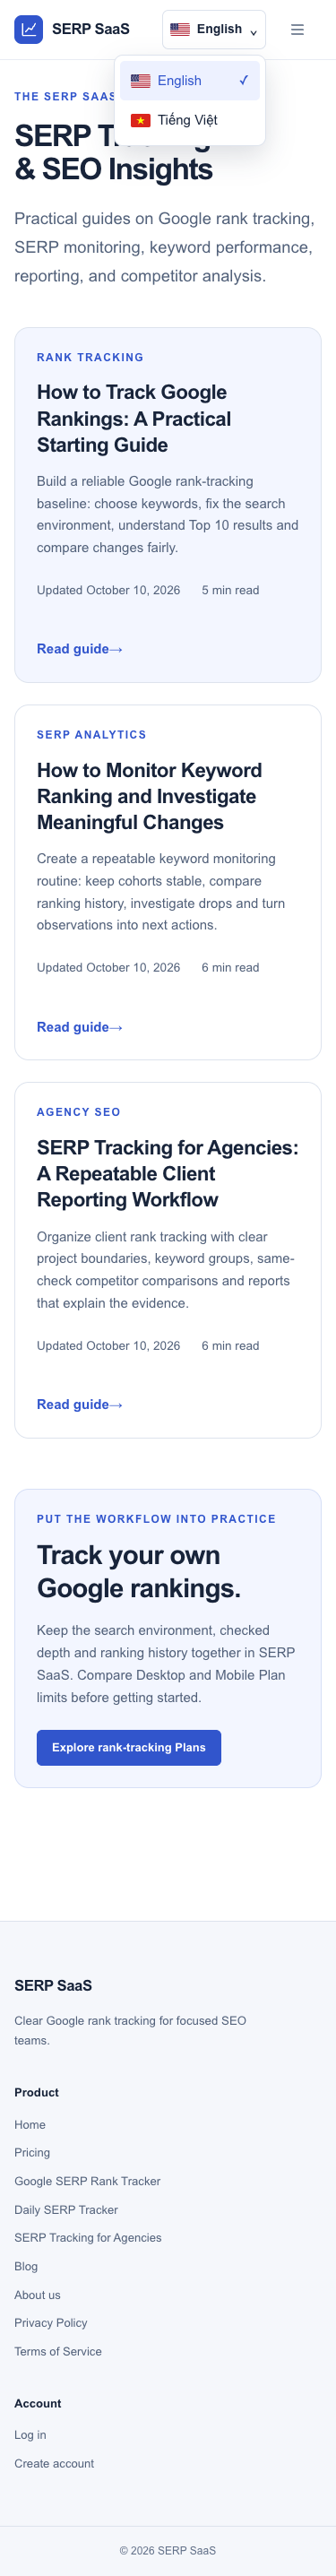 SERP SaaS
English
English
Tiếng Việt
THE SERP SAAS
SERP
& SEO Insights
Practical guides on Google rank tracking,
SERP monitoring, keyword performance,
reporting, and competitor analysis.
RANK TRACKING
How to Track Google
Rankings: A Practical
Starting Guide
Build a reliable Google rank-tracking
baseline: choose keywords, fix the search
environment, understand Top 10 results and
compare changes fairly.
Updated October 10, 2026 5 min read
Read guide→
SERP ANALYTICS
How to Monitor Keyword
Ranking and Investigate
Meaningful Changes
Create a repeatable keyword monitoring
routine: keep cohorts stable, compare
ranking history, investigate drops and turn
observations into next actions.
Updated October 10, 2026 6 min read
Read guide→
AGENCY SEO
SERP Tracking for Agencies:
A Repeatable Client
Reporting Workflow
Organize client rank tracking with clear
project boundaries, keyword groups, same-
check competitor comparisons and reports
that explain the evidence.
Updated October 10, 2026 6 min read
Read guide→
PUT THE WORKFLOW INTO PRACTICE
Track your own
Google rankings.
Keep the search environment, checked
depth and ranking history together in SERP
SaaS. Compare Desktop and Mobile Plan
limits before getting started.
Explore rank-tracking Plans
SERP SaaS
Clear Google rank tracking for focused SEO
teams.
Product
Home
Pricing
Google SERP Rank Tracker
Daily SERP Tracker
SERP Tracking for Agencies
Blog
About us
Privacy Policy
Terms of Service
Account
Log in
Create account
© 2026 SERP SaaS